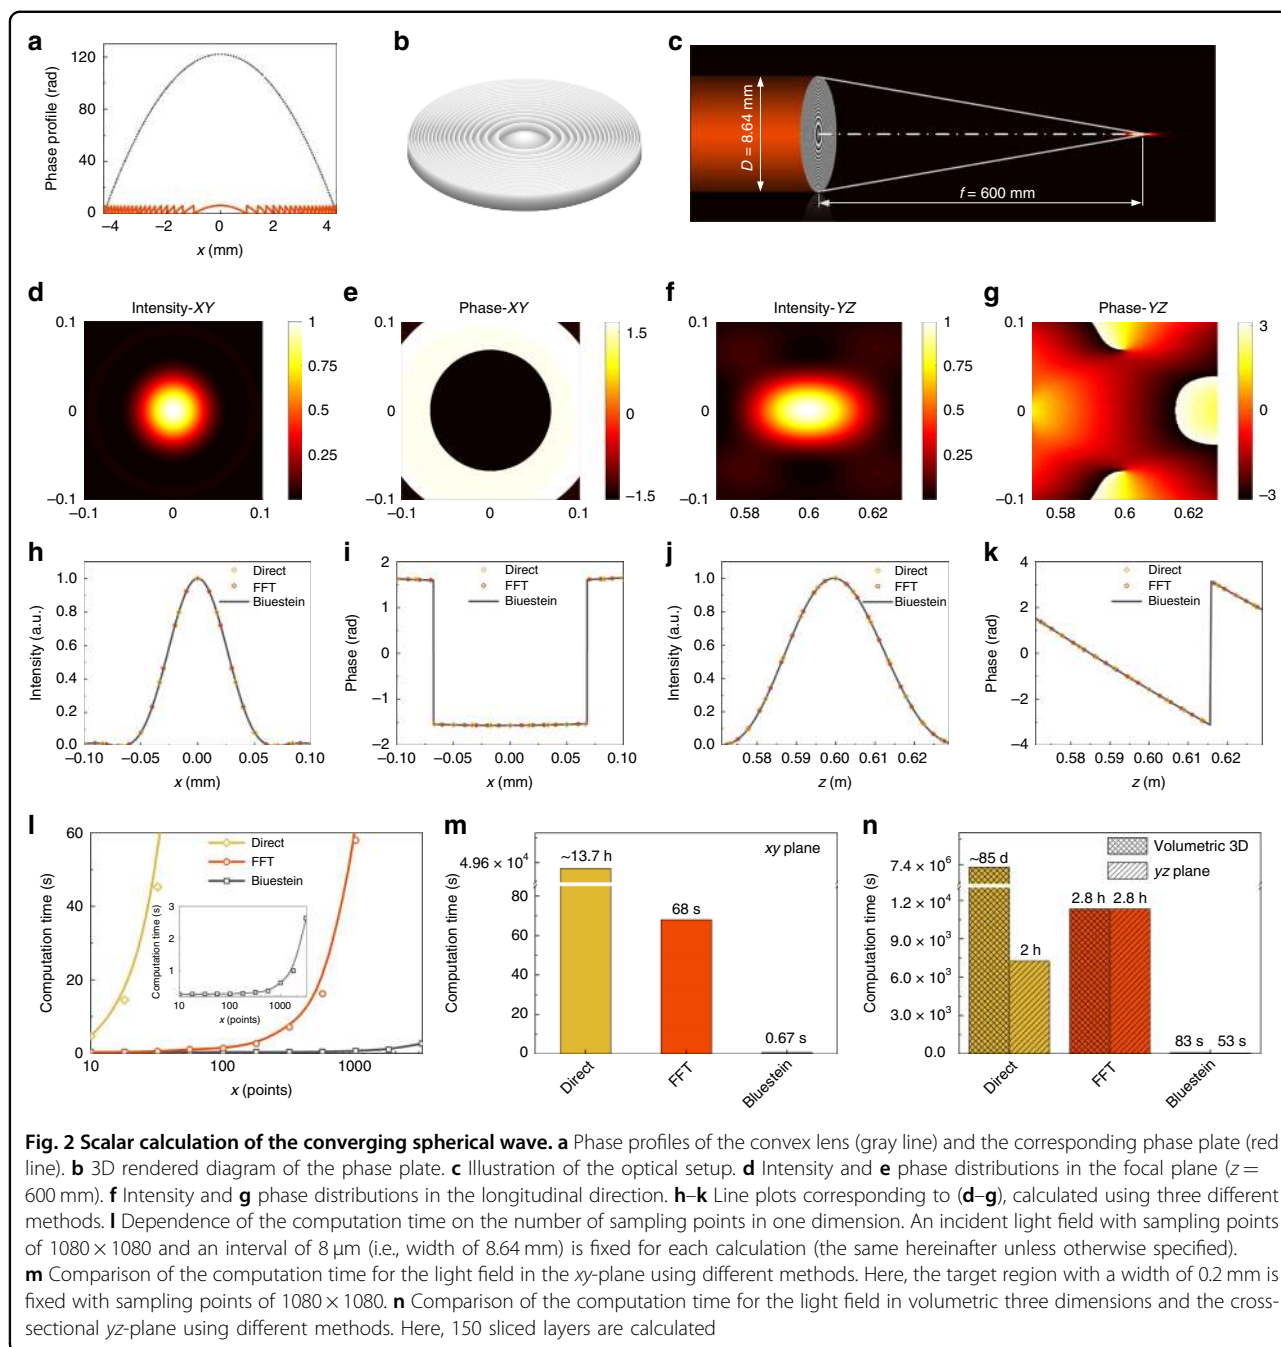 a
Phase profile (rad)
120
80
40
0
−4
−2
0
2
4
x (mm)
b
c
D = 8.64 mm
f = 600 mm
d
Intensity-XY
0.1
0
−0.1
−0.1
0
0.1
1
0.75
0.5
0.25
e
Phase-XY
0.1
0
−0.1
−0.1
0
0.1
1.5
0
−1.5
f
Intensity-YZ
0.1
0
−0.1
0.58
0.6
0.62
1
0.75
0.5
0.25
g
Phase-YZ
0.1
0
−0.1
0.58
0.6
0.62
3
0
−3
h
Intensity (a.u.)
1.0
0.8
0.6
0.4
0.2
0.0
−0.10
−0.05
0.00
0.05
0.10
x (mm)
Direct
FFT
Biuestein
i
Phase (rad)
2
1
0
−1
−2
−0.10
−0.05
0.00
0.05
0.10
x (mm)
Direct
FFT
Biuestein
j
Intensity (a.u.)
1.0
0.8
0.6
0.4
0.2
0.0
0.58
0.59
0.60
0.61
0.62
z (m)
Direct
FFT
Biuestein
k
Phase (rad)
4
2
0
−2
−4
0.58
0.59
0.60
0.61
0.62
z (m)
Direct
FFT
Biuestein
l
Computation time (s)
60
40
20
0
10
100
1000
x (points)
Direct
FFT
Biuestein
Computation time (s)
3
2
1
10
100
1000
x (points)
m
Computation time (s)
4.96 × 10⁴
80
60
40
20
0
xy plane
~13.7 h
68 s
0.67 s
Direct
FFT
Bluestein
n
Computation time (s)
7.4 × 10⁶
1.2 × 10⁴
9.0 × 10³
6.0 × 10³
3.0 × 10³
0.0
Volumetric 3D
yz plane
~85 d
2 h
2.8 h
2.8 h
83 s
53 s
Direct
FFT
Bluestein
Fig. 2 Scalar calculation of the converging spherical wave. a Phase profiles of the convex lens (gray line) and the corresponding phase plate (red
line). b 3D rendered diagram of the phase plate. c Illustration of the optical setup. d Intensity and e phase distributions in the focal plane (z =
600 mm). f Intensity and g phase distributions in the longitudinal direction. h–k Line plots corresponding to (d–g), calculated using three different
methods. l Dependence of the computation time on the number of sampling points in one dimension. An incident light field with sampling points
of 1080 × 1080 and an interval of 8 μm (i.e., width of 8.64 mm) is fixed for each calculation (the same hereinafter unless otherwise specified).
m Comparison of the computation time for the light field in the xy-plane using different methods. Here, the target region with a width of 0.2 mm is
fixed with sampling points of 1080 × 1080. n Comparison of the computation time for the light field in volumetric three dimensions and the cross-
sectional yz-plane using different methods. Here, 150 sliced layers are calculated